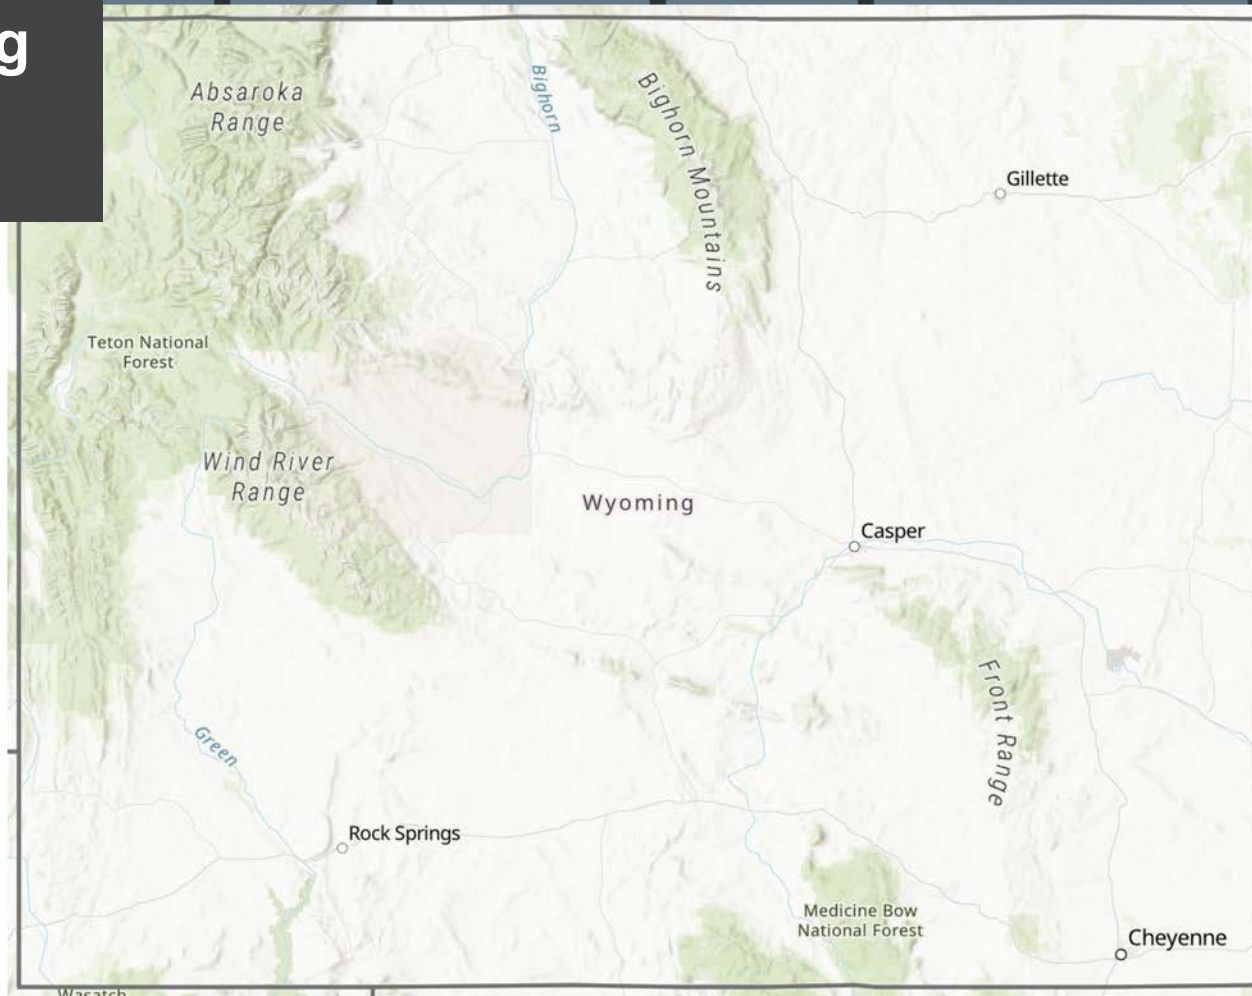 g
Absaroka
Range
Bighorn
Bighorn Mountains
Gillette
Teton National
Forest
Wind River
Range
Wyoming
Casper
Front Range
Green
Rock Springs
Medicine Bow
National Forest
Cheyenne
Wasatch